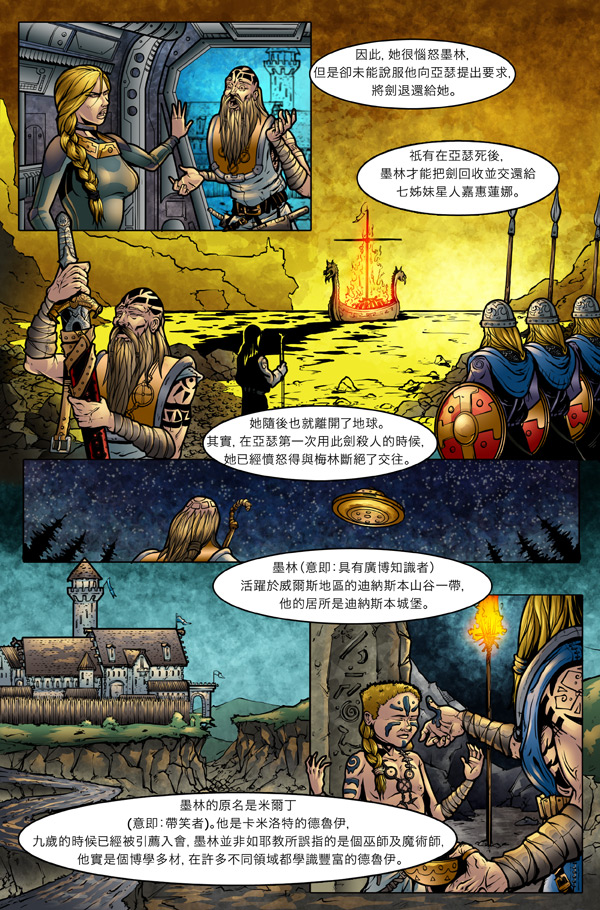 因此, 她很惱怒墨林,
但是卻未能說服他向亞瑟提出要求,
將劍退還給她。
祇有在亞瑟死後,
墨林才能把劍回收並交還給
七姊妹星人嘉惠蓮娜。
她隨後也就離開了地球。
其實, 在亞瑟第一次用此劍殺人的時候,
她已經憤怒得與梅林斷絕了交往。
墨林 (意即：具有廣博知識者)
活躍於威爾斯地區的迪納斯本山谷一帶,
他的居所是迪納斯本城堡。
墨林的原名是米爾丁
(意即：帶笑者)。他是卡米洛特的德魯伊,
九歲的時候已經被引薦入會, 墨林並非如耶教所誤指的是個巫師及魔術師,
他實是個博學多材, 在許多不同領域都學識豐富的德魯伊。